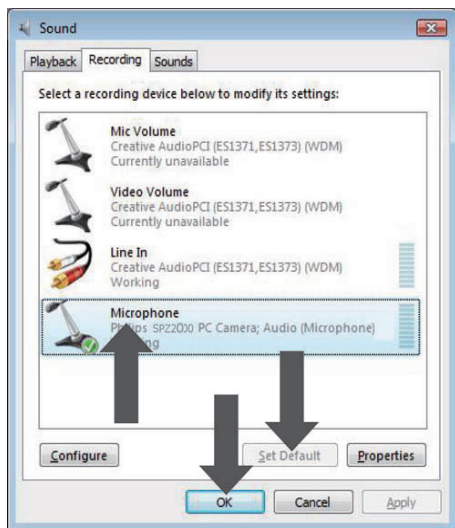 Sound
Playback Recording Sounds
Select a recording device below to modify its settings:
Mic Volume
Creative AudioPCI (ES1371,ES1373) (WDM)
Currently unavailable
Video Volume
Creative AudioPCI (ES1371,ES1373) (WDM)
Currently unavailable
Line In
Creative AudioPCI (ES1371,ES1373) (WDM)
Working
Microphone
SPZ2000 PC Camera; Audio (Microphone)
Configure Set Default Properties
OK Cancel Apply